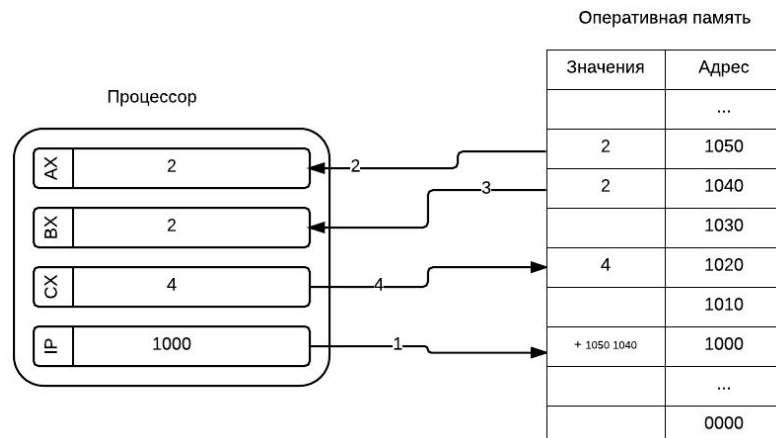 Оперативная память
Значения Адрес
...
2 1050
2 1040
1030
4 1020
1010
+ 1050 1040 1000
...
0000
Процессор
AX 2
BX 2
CX 4
IP 1000
2
3
4
1